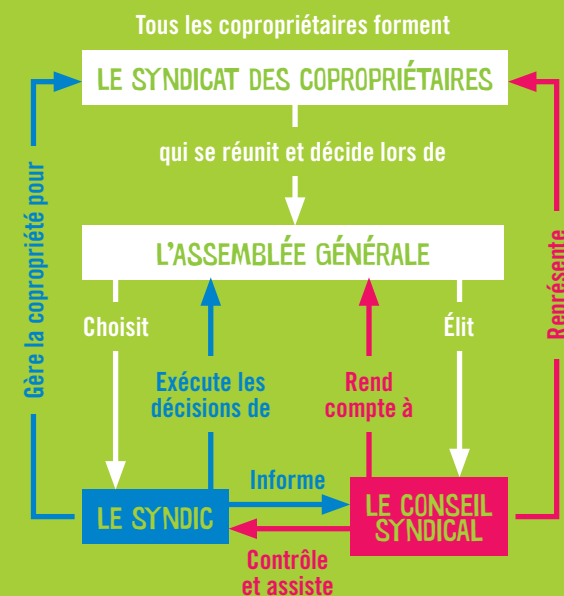 Tous les copropriétaires forment
LE SYNDICAT DES COPROPRIÉTAIRES
qui se réunit et décide lors de
L'ASSEMBLÉE GÉNÉRALE
Gère la copropriété pour
Représente
Choisit
Élit
Exécute les
décisions de
Rend
compte à
Informe
LE SYNDIC
LE CONSEIL
SYNDICAL
Contrôle
et assiste